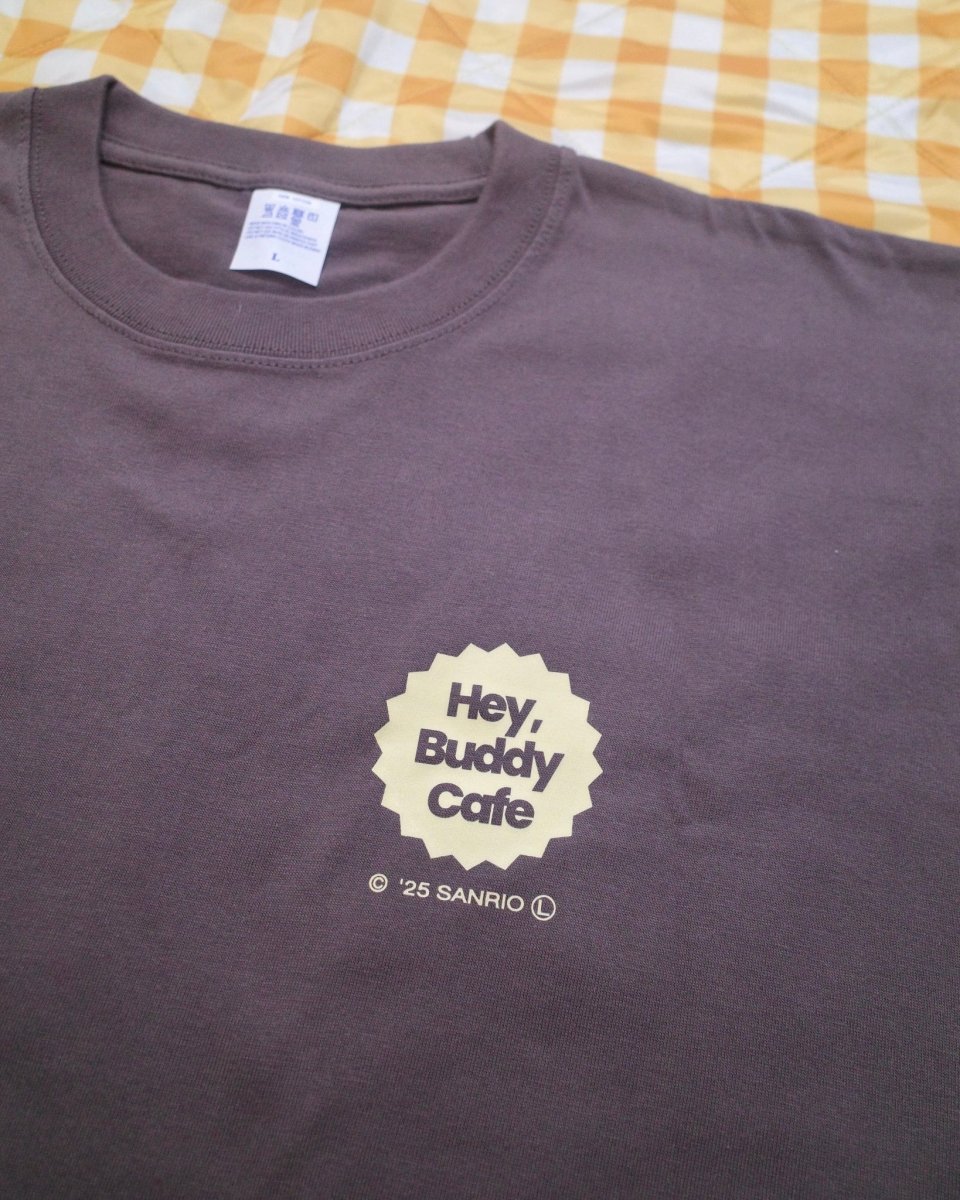 L
Hey,
Buddy
Cafe
© '25 SANRIO Ⓛ